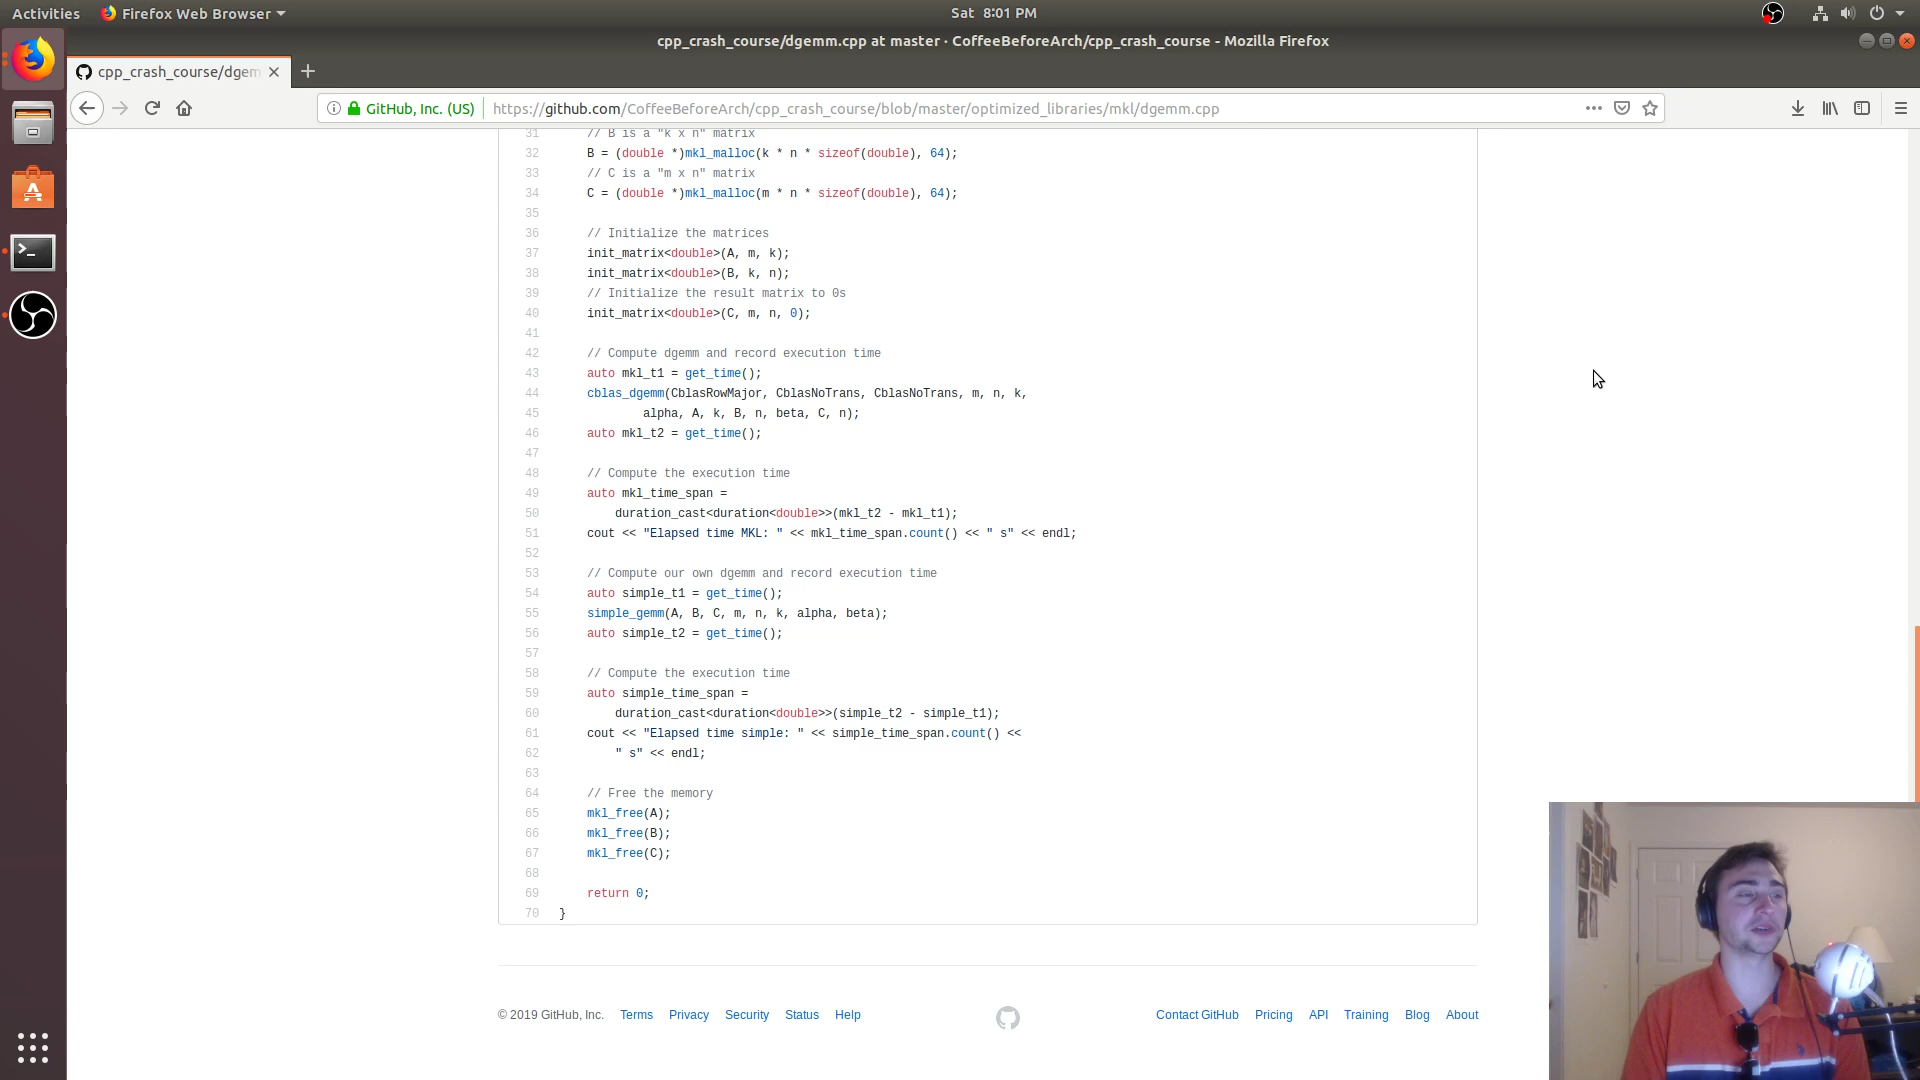 Activities Firefox Web Browser Sat 8:01 PM
cpp_crash_course/dgemm.cpp at master · CoffeeBeforeArch/cpp_crash_course - Mozilla Firefox
cpp_crash_course/dgem
GitHub, Inc. (US) https://github.com/CoffeeBeforeArch/cpp_crash_course/blob/master/optimized_libraries/mkl/dgemm.cpp
31 // B is a "k x n" matrix
32 B = (double *)mkl_malloc(k * n * sizeof(double), 64);
33 // C is a "m x n" matrix
34 C = (double *)mkl_malloc(m * n * sizeof(double), 64);
35
36 // Initialize the matrices
37 init_matrix<double>(A, m, k);
38 init_matrix<double>(B, k, n);
39 // Initialize the result matrix to 0s
40 init_matrix<double>(C, m, n, 0);
41
42 // Compute dgemm and record execution time
43 auto mkl_t1 = get_time();
44 cblas_dgemm(CblasRowMajor, CblasNoTrans, CblasNoTrans, m, n, k,
45 alpha, A, k, B, n, beta, C, n);
46 auto mkl_t2 = get_time();
47
48 // Compute the execution time
49 auto mkl_time_span =
50 duration_cast<duration<double>>(mkl_t2 - mkl_t1);
51 cout << "Elapsed time MKL: " << mkl_time_span.count() << " s" << endl;
52
53 // Compute our own dgemm and record execution time
54 auto simple_t1 = get_time();
55 simple_gemm(A, B, C, m, n, k, alpha, beta);
56 auto simple_t2 = get_time();
57
58 // Compute the execution time
59 auto simple_time_span =
60 duration_cast<duration<double>>(simple_t2 - simple_t1);
61 cout << "Elapsed time simple: " << simple_time_span.count() <<
62 " s" << endl;
63
64 // Free the memory
65 mkl_free(A);
66 mkl_free(B);
67 mkl_free(C);
68
69 return 0;
70 }
© 2019 GitHub, Inc. Terms Privacy Security Status Help Contact GitHub Pricing API Training Blog About